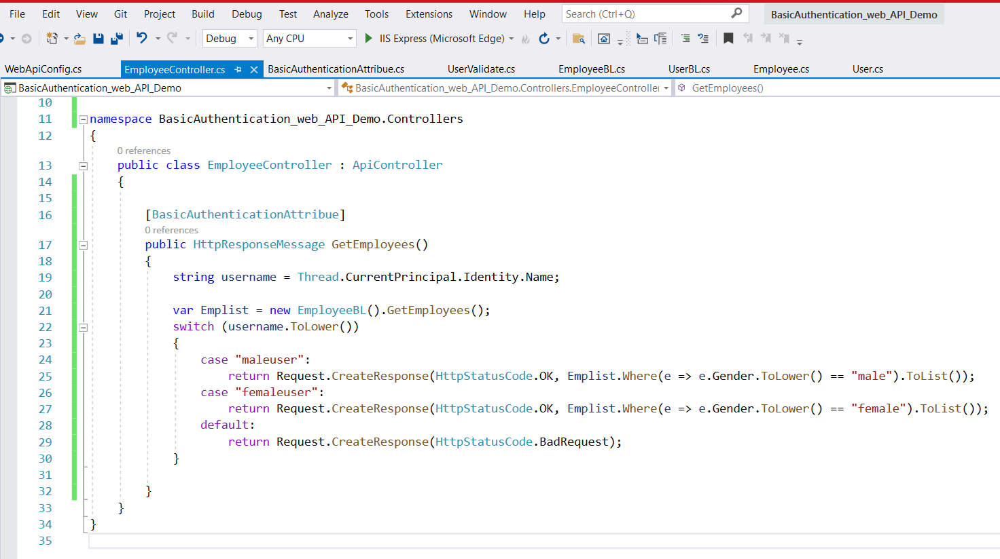 File Edit View Git Project Build Debug Test Analyze Tools Extensions Window Help Search (Ctrl+Q) BasicAuthentication_web_API_Demo
Debug Any CPU IIS Express (Microsoft Edge)
WebApiConfig.cs EmployeeController.cs BasicAuthenticationAttribue.cs UserValidate.cs EmployeeBL.cs UserBL.cs Employee.cs User.cs
BasicAuthentication_web_API_Demo BasicAuthentication_web_API_Demo.Controllers.EmployeeController GetEmployees()
10
11 namespace BasicAuthentication_web_API_Demo.Controllers
12 {
0 references
13 public class EmployeeController : ApiController
14 {
15
16 [BasicAuthenticationAttribue]
0 references
17 public HttpResponseMessage GetEmployees()
18 {
19 string username = Thread.CurrentPrincipal.Identity.Name;
20
21 var Emplist = new EmployeeBL().GetEmployees();
22 switch (username.ToLower())
23 {
24 case "maleuser":
25 return Request.CreateResponse(HttpStatusCode.OK, Emplist.Where(e => e.Gender.ToLower() == "male").ToList());
26 case "femaleuser":
27 return Request.CreateResponse(HttpStatusCode.OK, Emplist.Where(e => e.Gender.ToLower() == "female").ToList());
28 default:
29 return Request.CreateResponse(HttpStatusCode.BadRequest);
30 }
31
32 }
33 }
34 }
35